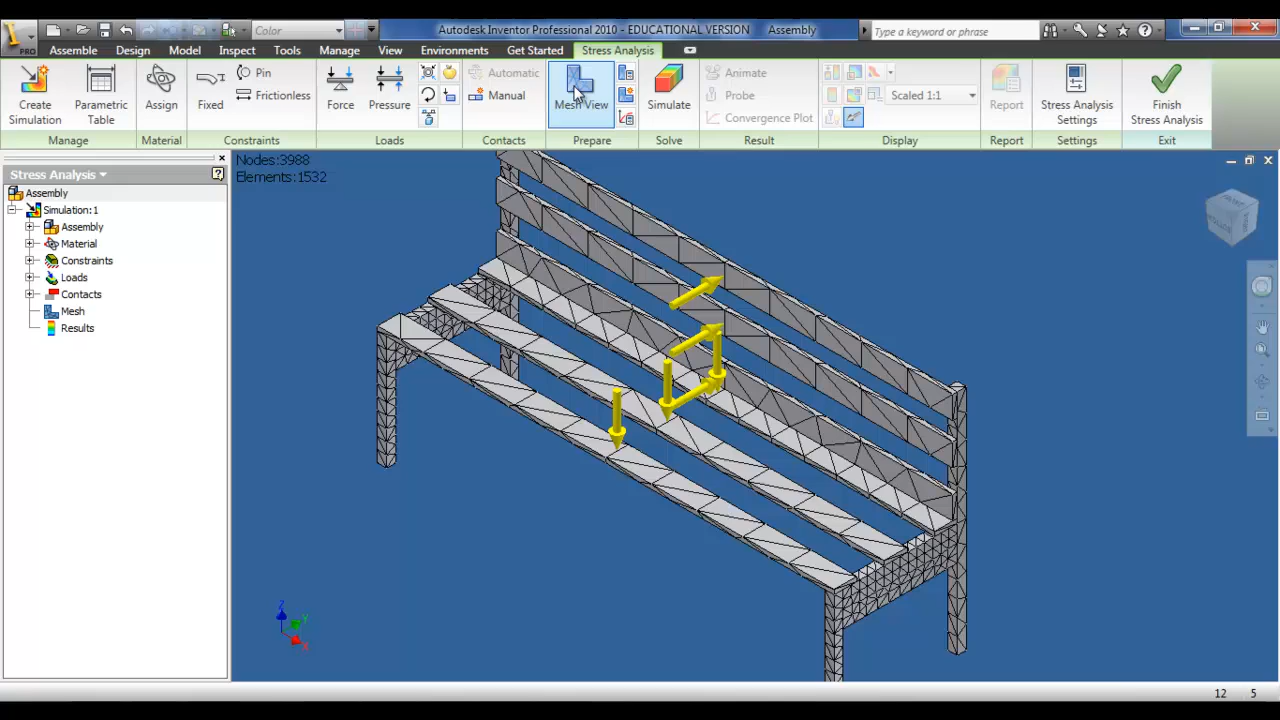 Color
Autodesk Inventor Professional 2010 - EDUCATIONAL VERSION Assembly
Type a keyword or phrase
PRO
Assemble Design Model Inspect Tools Manage View Environments Get Started Stress Analysis
Create Simulation
Parametric Table
Assign
Fixed
Pin
Frictionless
Force
Pressure
Automatic
Manual
Mesh View
Simulate
Animate
Probe
Convergence Plot
Scaled 1:1
Report
Stress Analysis Settings
Finish Stress Analysis
Manage Material Constraints Loads Contacts Prepare Solve Result Display Report Settings Exit
Stress Analysis
Assembly
Simulation:1
Assembly
Material
Constraints
Loads
Contacts
Mesh
Results
Nodes:3988
Elements:1532
Z
Y
X
12 5